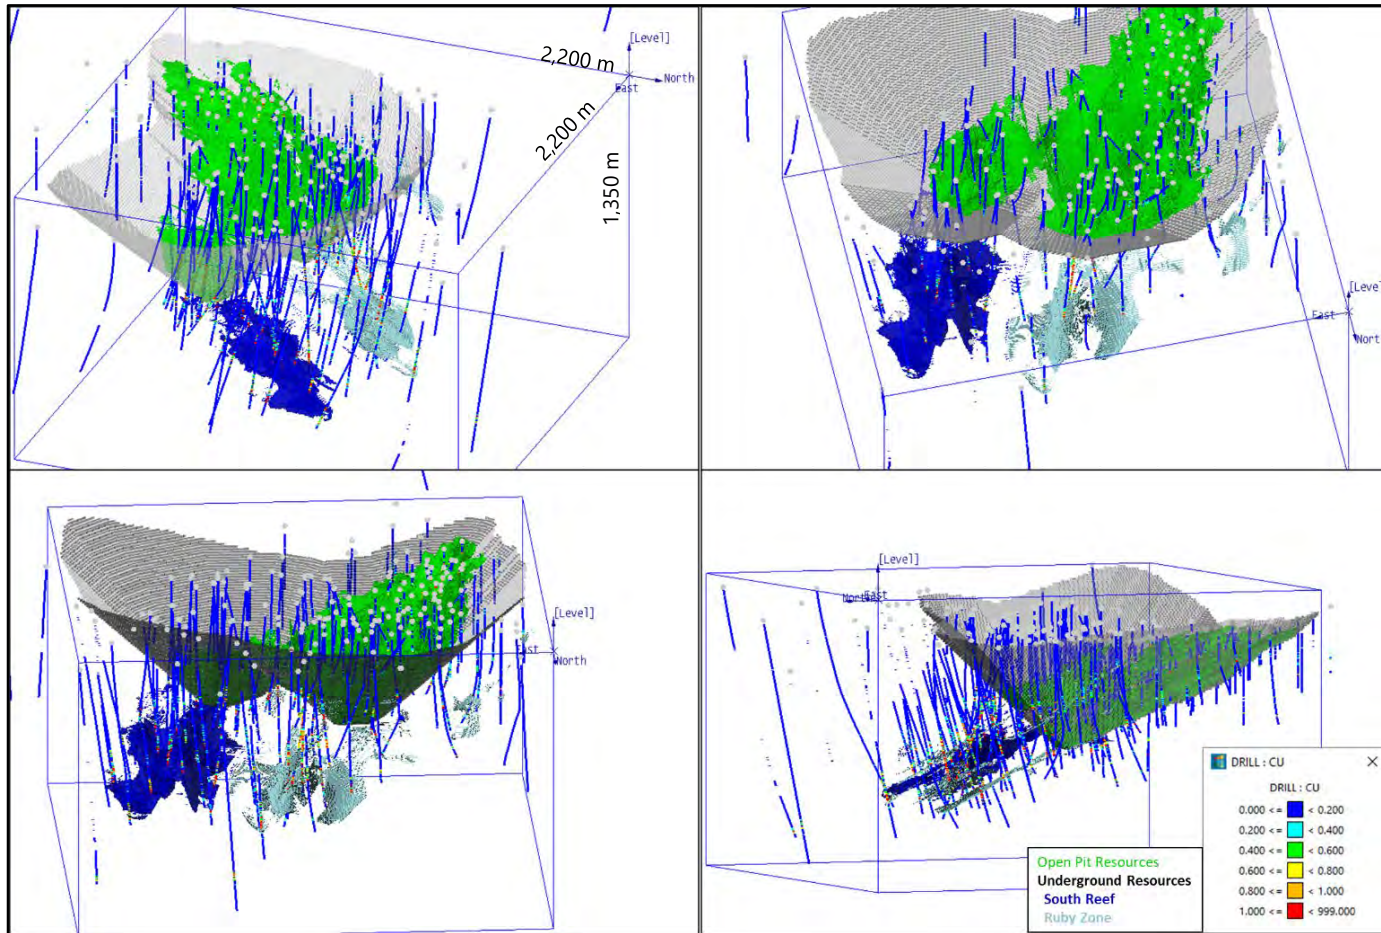 2,200 m
[Level]
North
East
2,200 m
1,350 m
[Level]
East
North
[Level]
East
North
[Level]
North
East
DRILL : CU
DRILL : CU
0.000 <= < 0.200
0.200 <= < 0.400
0.400 <= < 0.600
0.600 <= < 0.800
0.800 <= < 1.000
1.000 <= < 999.000
Open Pit Resources
Underground Resources
South Reef
Ruby Zone